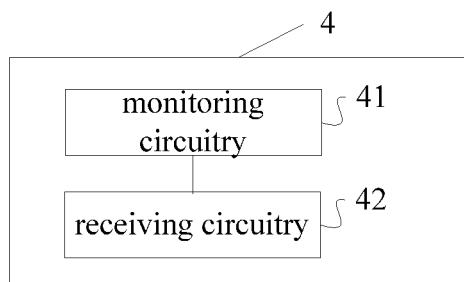 4
monitoring
circuitry
41
receiving circuitry
42